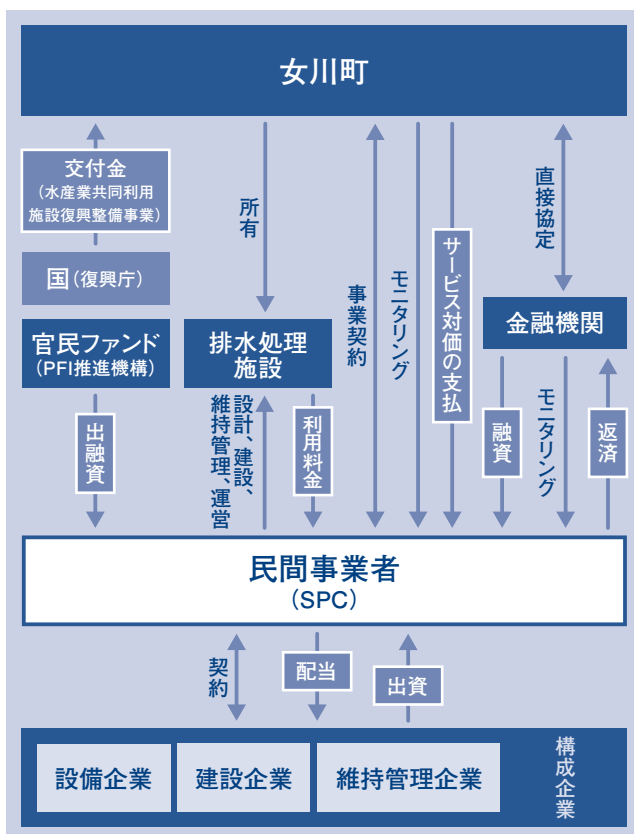 女川町
交付金
(水産業共同利用
施設復興整備事業)
国(復興庁)
所有
事業契約
モニタリング
サービス対価の支払
直接協定
官民ファンド
(PFI推進機構)
排水処理
施設
金融機関
出融資
設計、建設、
維持管理、運営
利用料金
融資
モニタリング
返済
民間事業者
(SPC)
契約
配当
出資
設備企業
建設企業
維持管理企業
構成企業